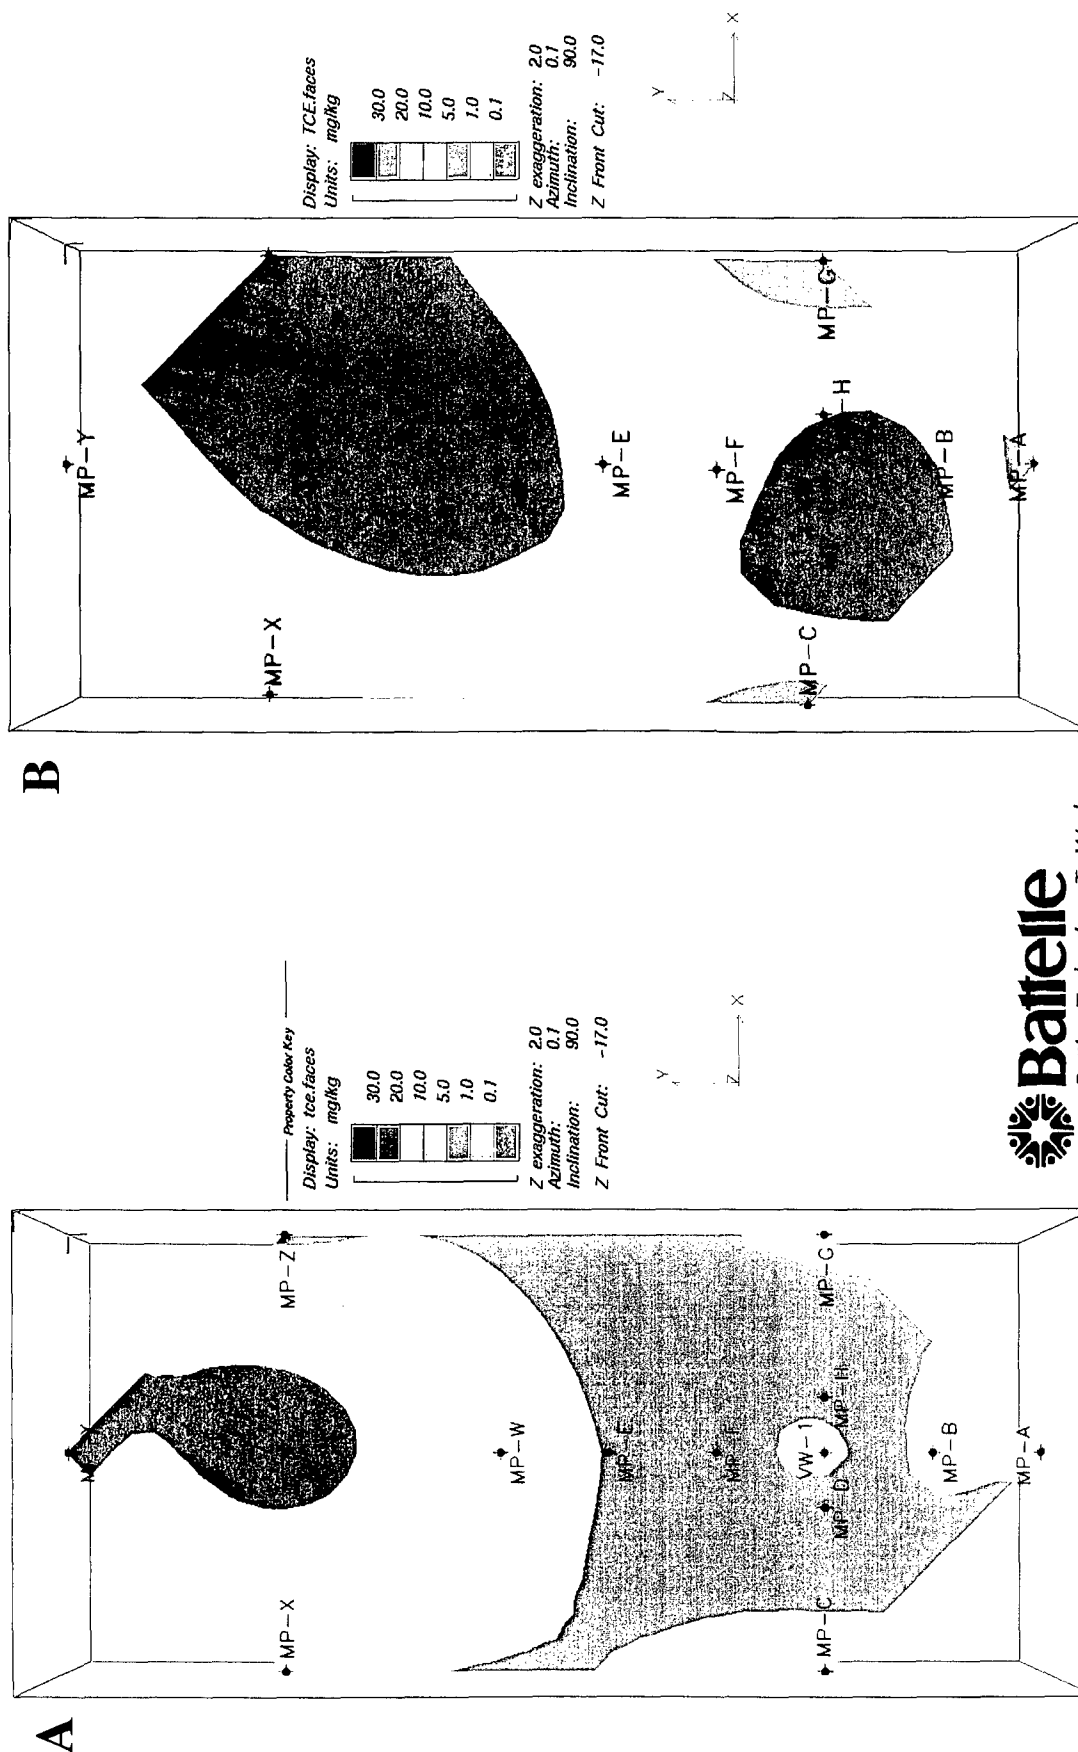 B
Display: TCE.faces
Units: mg/kg
30.0
20.0
10.0
5.0
1.0
0.1
Z exaggeration: 2.0
Azimuth: 0.1
Inclination: 90.0
Z Front Cut: -17.0
Y
Z
X
MP-Y
MP-X
MP-E
MP-F
-H
MP-G
MP-C
MP-B
MP-A
A
Property Color Key
Display: tce.faces
Units: mg/kg
30.0
20.0
10.0
5.0
1.0
0.1
Z exaggeration: 2.0
Azimuth: 0.1
Inclination: 90.0
Z Front Cut: -17.0
Y
Z
X
MP-Z
MP-X
MP-W
MP-E
MP-
VW-1
MP-H
MP-D
MP-G
MP-C
MP-B
MP-A
Battelle